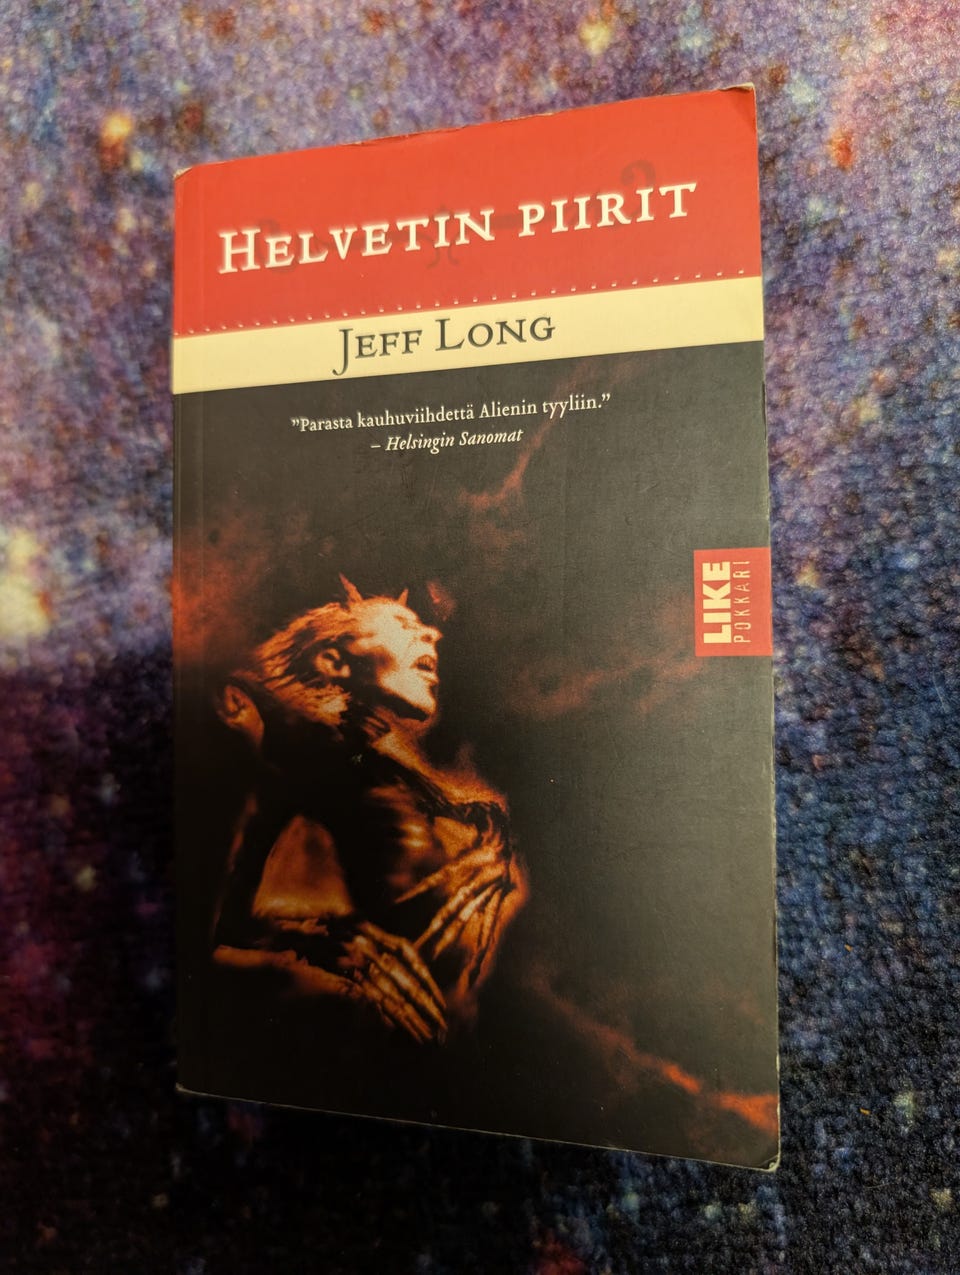 HELVETIN PIIRIT
JEFF LONG
”Parasta kauhuviihdettä Alienin tyyliin.”
– Helsingin Sanomat
LIKE
POKKARI